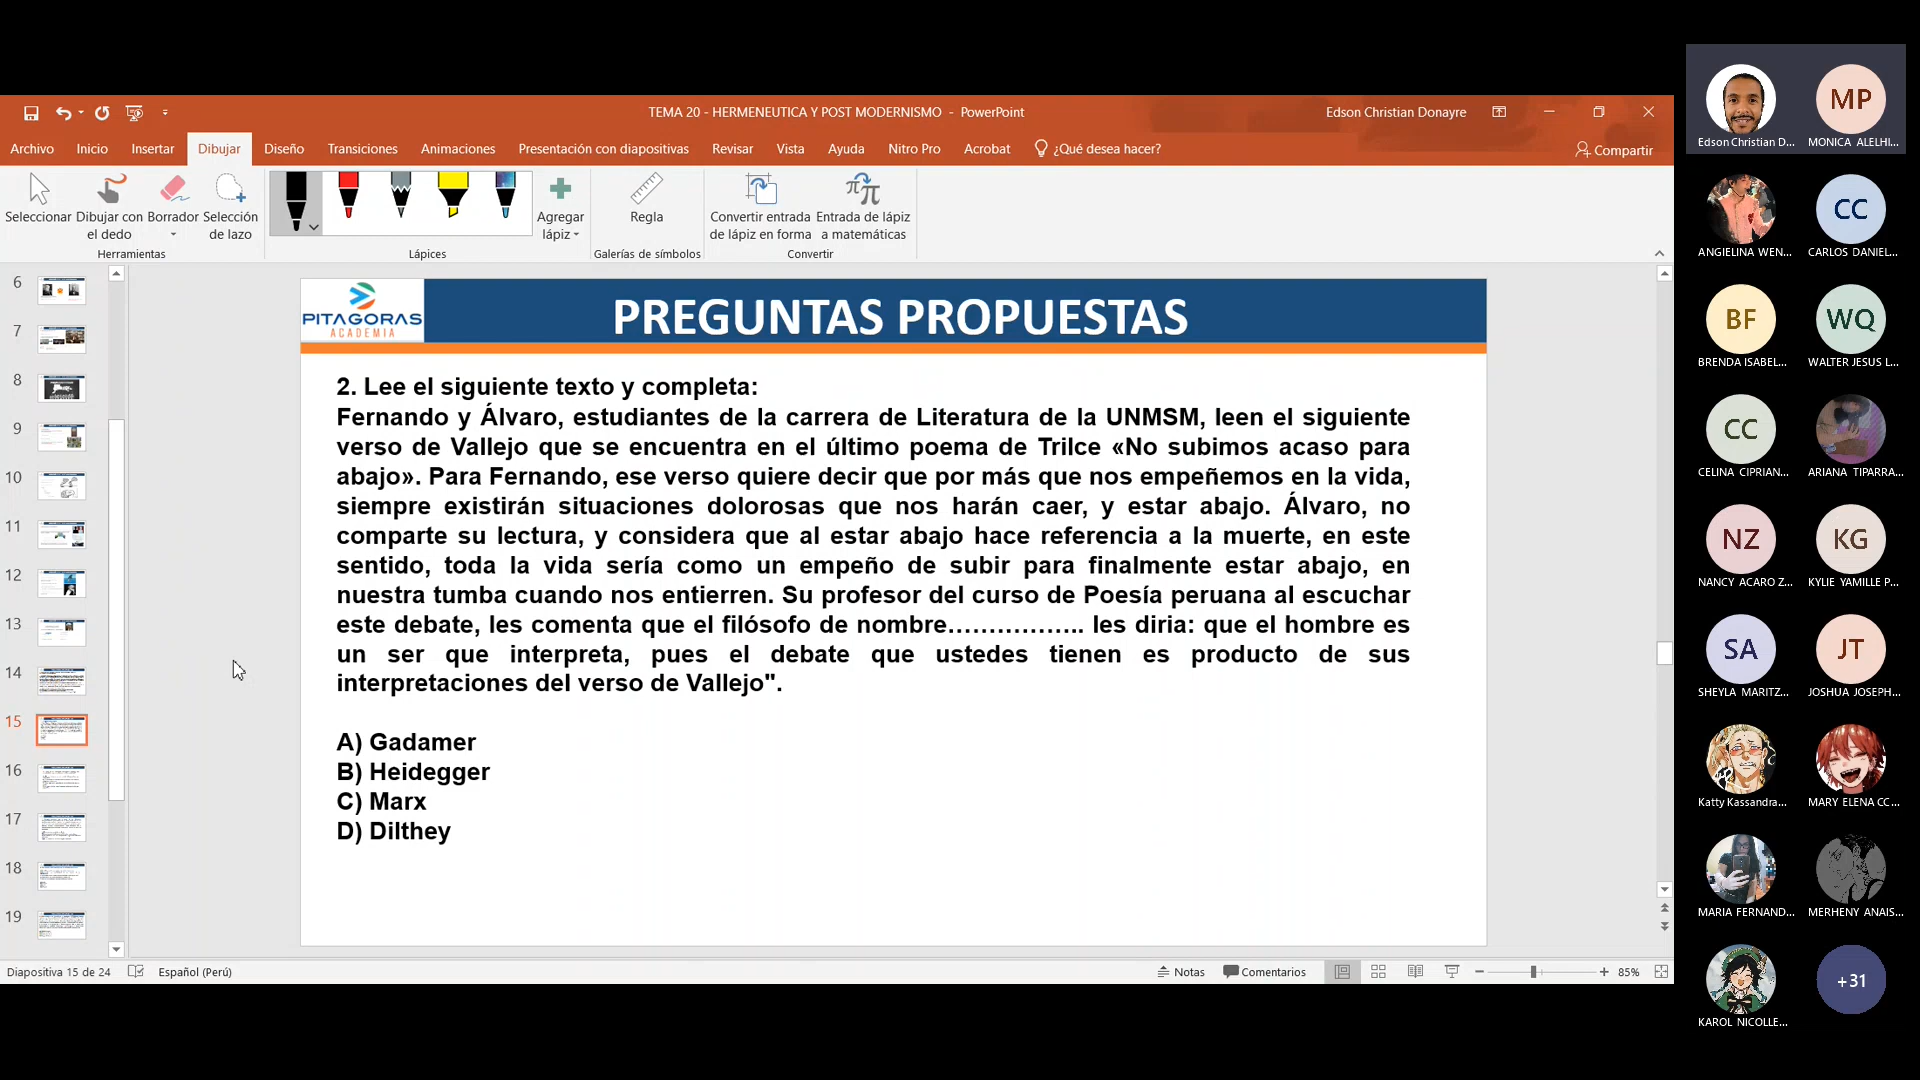 TEMA 20 - HERMENEUTICA Y POST MODERNISMO - PowerPoint
Edson Christian Donayre
Archivo Inicio Insertar Dibujar Diseño Transiciones Animaciones Presentación con diapositivas Revisar Vista Ayuda Nitro Pro Acrobat ¿Qué desea hacer? Compartir
Seleccionar Dibujar con el dedo Borrador Selección de lazo
Herramientas
Agregar lápiz
Lápices
Regla
Galerías de símbolos
Convertir entrada de lápiz en forma Entrada de lápiz a matemáticas
Convertir
6
7
8
9
10
11
12
13
14
15
16
17
18
19
PITAGORAS
ACADEMIA
PREGUNTAS PROPUESTAS
2. Lee el siguiente texto y completa:
Fernando y Álvaro, estudiantes de la carrera de Literatura de la UNMSM, leen el siguiente
verso de Vallejo que se encuentra en el último poema de Trilce «No subimos acaso para
abajo». Para Fernando, ese verso quiere decir que por más que nos empeñemos en la vida,
siempre existirán situaciones dolorosas que nos harán caer, y estar abajo. Álvaro, no
comparte su lectura, y considera que al estar abajo hace referencia a la muerte, en este
sentido, toda la vida sería como un empeño de subir para finalmente estar abajo, en
nuestra tumba cuando nos entierren. Su profesor del curso de Poesía peruana al escuchar
este debate, les comenta que el filósofo de nombre…………….. les diria: que el hombre es
un ser que interpreta, pues el debate que ustedes tienen es producto de sus
interpretaciones del verso de Vallejo".
A) Gadamer
B) Heidegger
C) Marx
D) Dilthey
Diapositiva 15 de 24 Español (Perú) Notas Comentarios 85%
MP
Edson Christian D... MONICA ALELHI...
CC
ANGIELINA WEN... CARLOS DANIEL...
BF WQ
BRENDA ISABEL... WALTER JESUS L...
CC
CELINA CIPRIAN... ARIANA TIPARRA...
NZ KG
NANCY ACARO Z... KYLIE YAMILLE P...
SA JT
SHEYLA MARITZ... JOSHUA JOSEPH...
Katty Kassandra... MARY ELENA CC...
MARIA FERNAND... MERHENY ANAIS...
+31
KAROL NICOLLE...